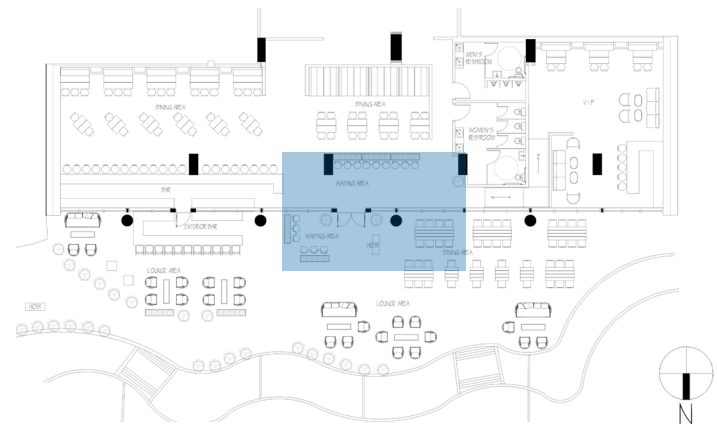 MEN'S
RESTROOM
DINING AREA
DINING AREA
VIP
WOMEN'S
RESTROOM
WAITING AREA
BAR
EXTERIOR BAR
WAITING AREA
HOST
DINING AREA
LOUNGE AREA
LOUNGE AREA
HOST
N